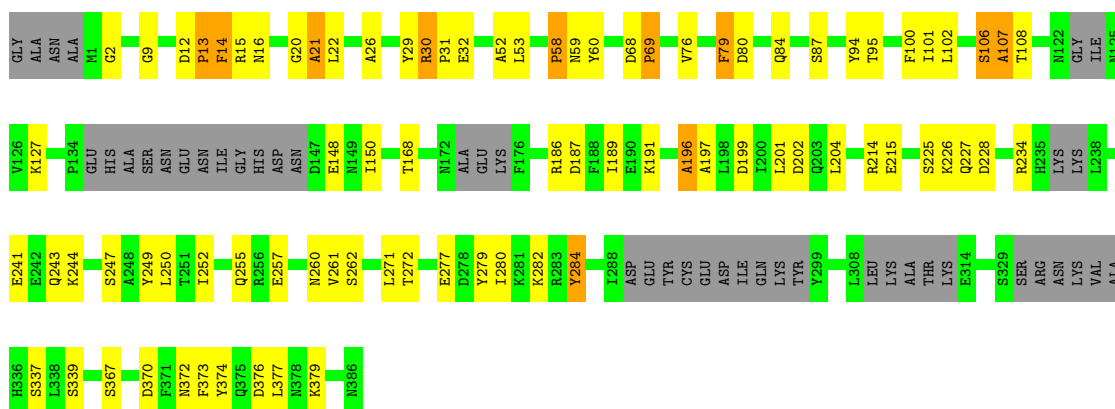 GLY ALA ASN ALA M1 G2 G9 D12 P13 F14 R15 N16 G20 A21 L22 A26 Y29 R30 P31 E32 A52 L53 P58 N59 Y60 D68 P69 V76 F79 D80 Q84 S87 Y94 T95 F100 I101 L102 S106 A107 T108 N122 GLY ILE N125
V126 K127 P134 GLU HIS ALA SER ASN GLU ASN ILE GLY HIS ASP ASN D147 E148 N149 I150 T168 N172 ALA GLU LYS F176 R186 D187 F188 I189 E190 K191 A196 A197 L198 D199 I200 L201 D202 Q203 L204 R214 E215 S225 K226 Q227 D228 R234 H235 LYS LYS L238
E241 E242 Q243 K244 S247 A248 Y249 L250 T251 I252 Q255 R256 E257 N260 V261 S262 L271 T272 E277 D278 Y279 I280 K281 K282 R283 Y284 I288 ASP GLU TYR CYS GLU ASP ILE GLN LYS TYR Y299 L308 LEU LYS ALA THR LYS E314 S329 SER ARG ASN LYS VAL ALA
H336 S337 L338 S339 S367 D370 F371 N372 F373 Y374 Q375 D376 L377 N378 K379 N386